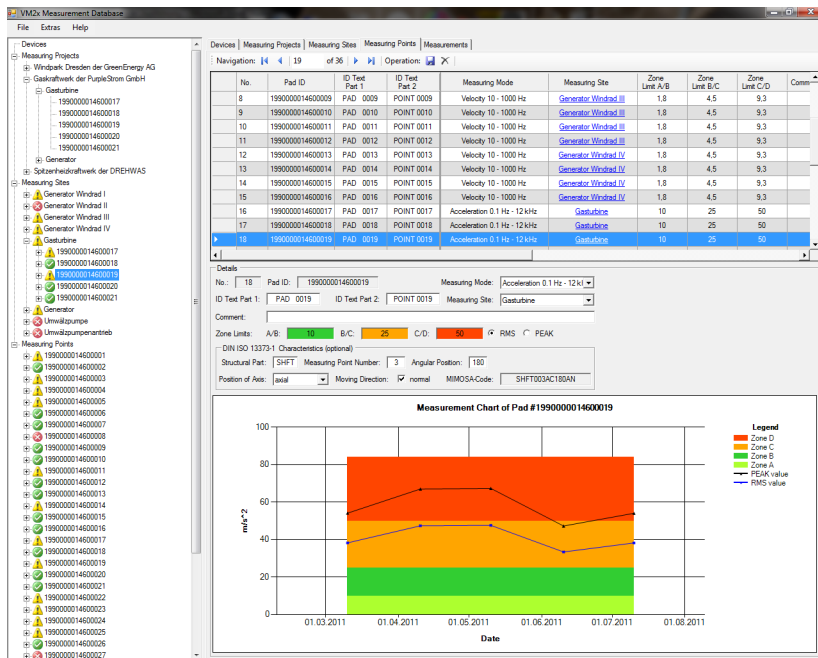 VM2x Measurement Database
File Extras Help
Devices
Measuring Projects
Windpark Dresden der GreenEnergy AG
Gaskraftwerk der PurpleStrom GmbH
Gasturbine
1990000014600017
1990000014600018
1990000014600019
1990000014600020
1990000014600021
Generator
Spitzenheizkraftwerk der DREHWAS
Measuring Sites
Generator Windrad I
Generator Windrad II
Generator Windrad III
Generator Windrad IV
Gasturbine
1990000014600017
1990000014600018
1990000014600019
1990000014600020
1990000014600021
Generator
Umwälzpumpe
Umwälzpumpenantrieb
Measuring Points
1990000014600001
1990000014600002
1990000014600003
1990000014600004
1990000014600005
1990000014600006
1990000014600007
1990000014600008
1990000014600009
1990000014600010
1990000014600011
1990000014600012
1990000014600013
1990000014600014
1990000014600015
1990000014600016
1990000014600017
1990000014600018
1990000014600019
1990000014600020
1990000014600021
1990000014600022
1990000014600023
1990000014600024
1990000014600025
1990000014600026
1990000014600027
Devices Measuring Projects Measuring Sites Measuring Points Measurements
Navigation: 19 of 36 Operation:
No. Pad ID ID Text Part 1 ID Text Part 2 Measuring Mode Measuring Site Zone Limit A/B Zone Limit B/C Zone Limit C/D Comm
8 1990000014600009 PAD 0009 POINT 0009 Velocity 10 - 1000 Hz Generator Windrad III 1,8 4,5 9,3
9 1990000014600010 PAD 0010 POINT 0010 Velocity 10 - 1000 Hz Generator Windrad III 1,8 4,5 9,3
10 1990000014600011 PAD 0011 POINT 0011 Velocity 10 - 1000 Hz Generator Windrad III 1,8 4,5 9,3
11 1990000014600012 PAD 0012 POINT 0012 Velocity 10 - 1000 Hz Generator Windrad III 1,8 4,5 9,3
12 1990000014600013 PAD 0013 POINT 0013 Velocity 10 - 1000 Hz Generator Windrad IV 1,8 4,5 9,3
13 1990000014600014 PAD 0014 POINT 0014 Velocity 10 - 1000 Hz Generator Windrad IV 1,8 4,5 9,3
14 1990000014600015 PAD 0015 POINT 0015 Velocity 10 - 1000 Hz Generator Windrad IV 1,8 4,5 9,3
15 1990000014600016 PAD 0016 POINT 0016 Velocity 10 - 1000 Hz Generator Windrad IV 1,8 4,5 9,3
16 1990000014600017 PAD 0017 POINT 0017 Acceleration 0.1 Hz - 12 kHz Gasturbine 10 25 50
17 1990000014600018 PAD 0018 POINT 0018 Acceleration 0.1 Hz - 12 kHz Gasturbine 10 25 50
18 1990000014600019 PAD 0019 POINT 0019 Acceleration 0.1 Hz - 12 kHz Gasturbine 10 25 50
Details
No.: 18 Pad ID: 1990000014600019 Measuring Mode: Acceleration 0.1 Hz - 12 k
ID Text Part 1: PAD 0019 ID Text Part 2: POINT 0019 Measuring Site: Gasturbine
Comment:
Zone Limits: A/B: 10 B/C: 25 C/D: 50 RMS PEAK
DIN ISO 13373-1 Characteristics (optional)
Structural Part: SHFT Measuring Point Number: 3 Angular Position: 180
Position of Axis: axial Moving Direction: normal MIMOSA-Code: SHFT003AC180AN
Measurement Chart of Pad #1990000014600019
Legend
Zone D
Zone C
Zone B
Zone A
PEAK value
RMS value
100
80
60
40
20
0
m/s^2
01.03.2011 01.04.2011 01.05.2011 01.06.2011 01.07.2011 01.08.2011
Date